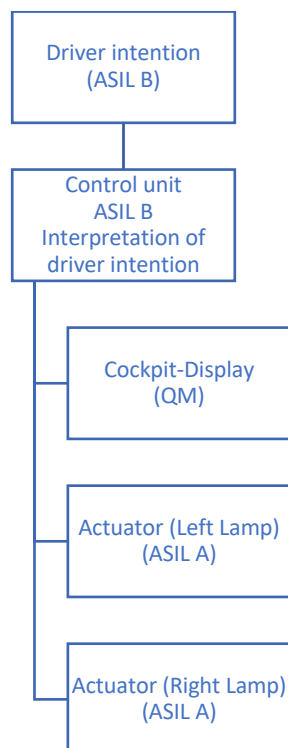 Driver intention
(ASIL B)
Control unit
ASIL B
Interpretation of
driver intention
Cockpit-Display
(QM)
Actuator (Left Lamp)
(ASIL A)
Actuator (Right Lamp)
(ASIL A)